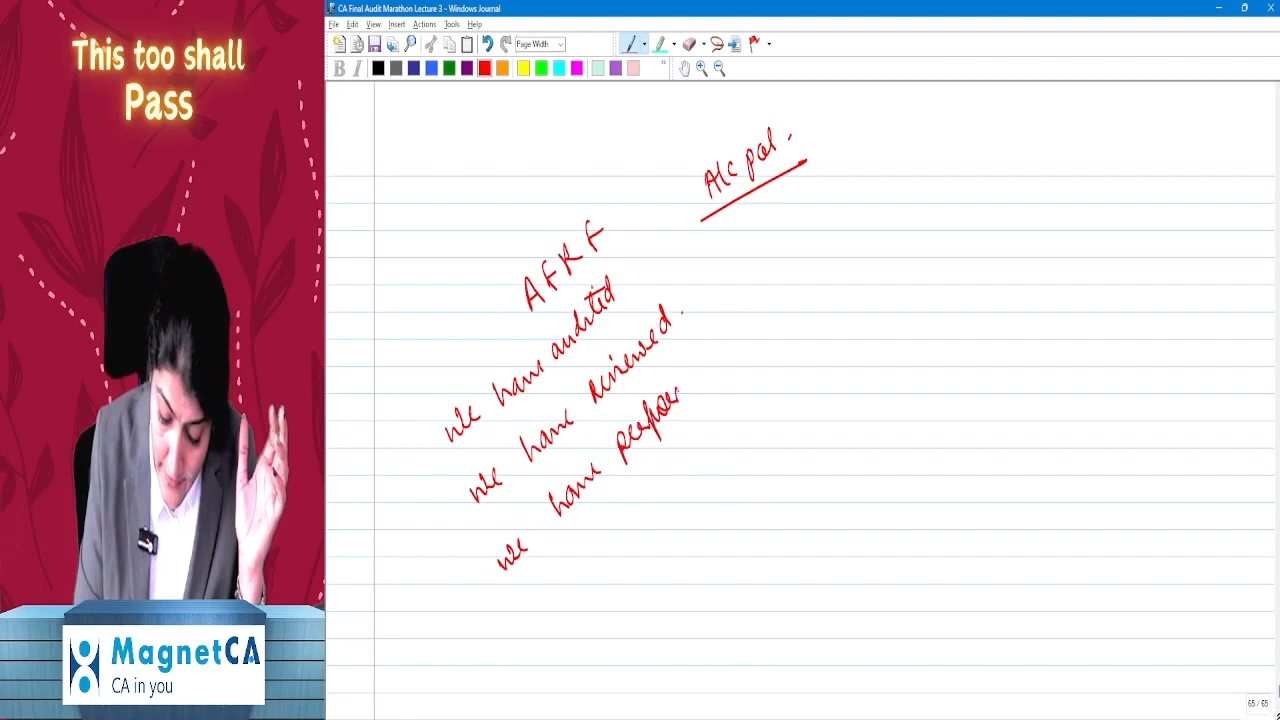 This too shall
Pass
CA Final Audit Marathon Lecture 3 - Windows Journal
File Edit View Insert Actions Tools Help
Page Width
B I
A/c pol.
AFRF
We have audited
We have reviewed.
We have perfor
MagnetCA
CA in you
65 / 65